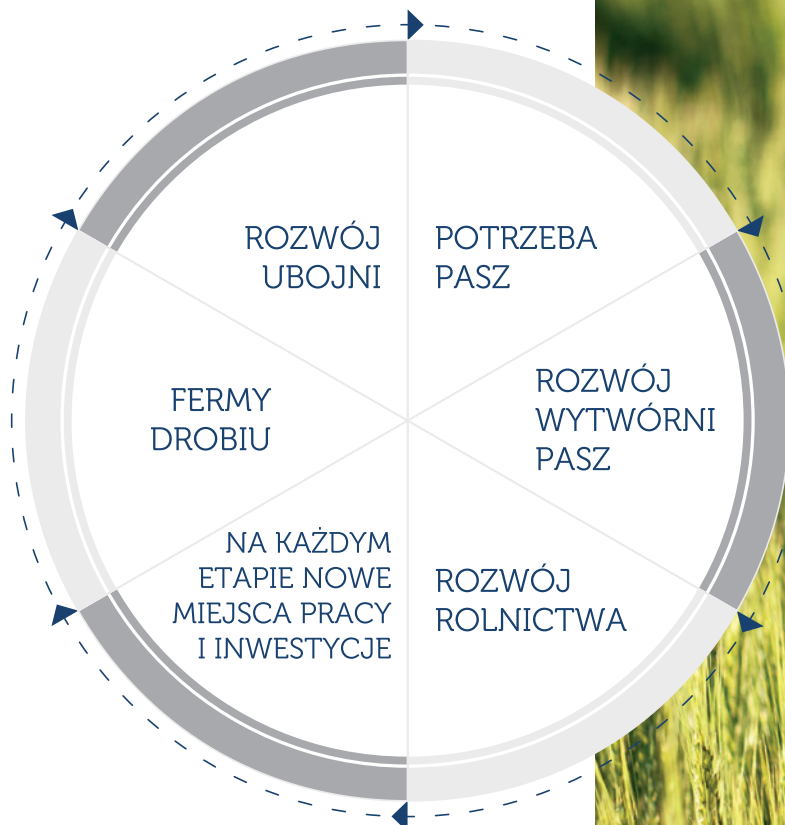 ROZWÓJ
UBOJNI
POTRZEBA
PASZ
ROZWÓJ
WYTWÓRNI
PASZ
ROZWÓJ
ROLNICTWA
NA KAŻDYM
ETAPIE NOWE
MIEJSCA PRACY
I INWESTYCJE
FERMY
DROBIU